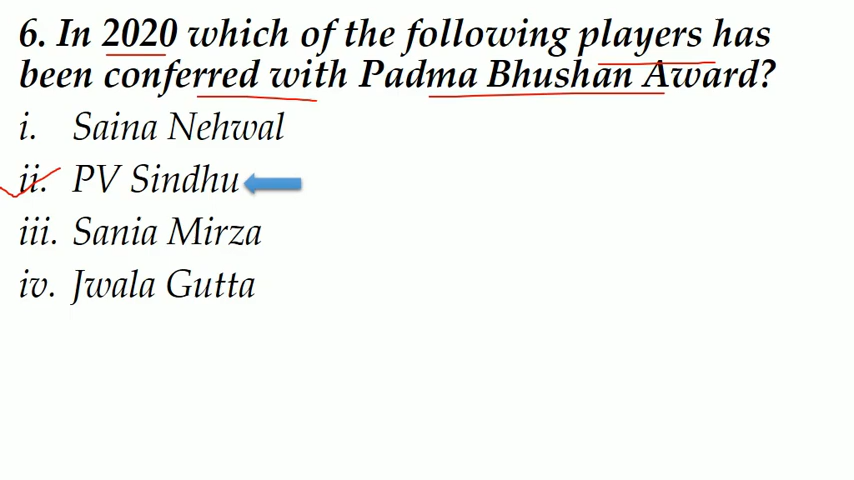 6. In 2020 which of the following players has
been conferred with Padma Bhushan Award?
i. Saina Nehwal
ii. PV Sindhu
iii. Sania Mirza
iv. Jwala Gutta